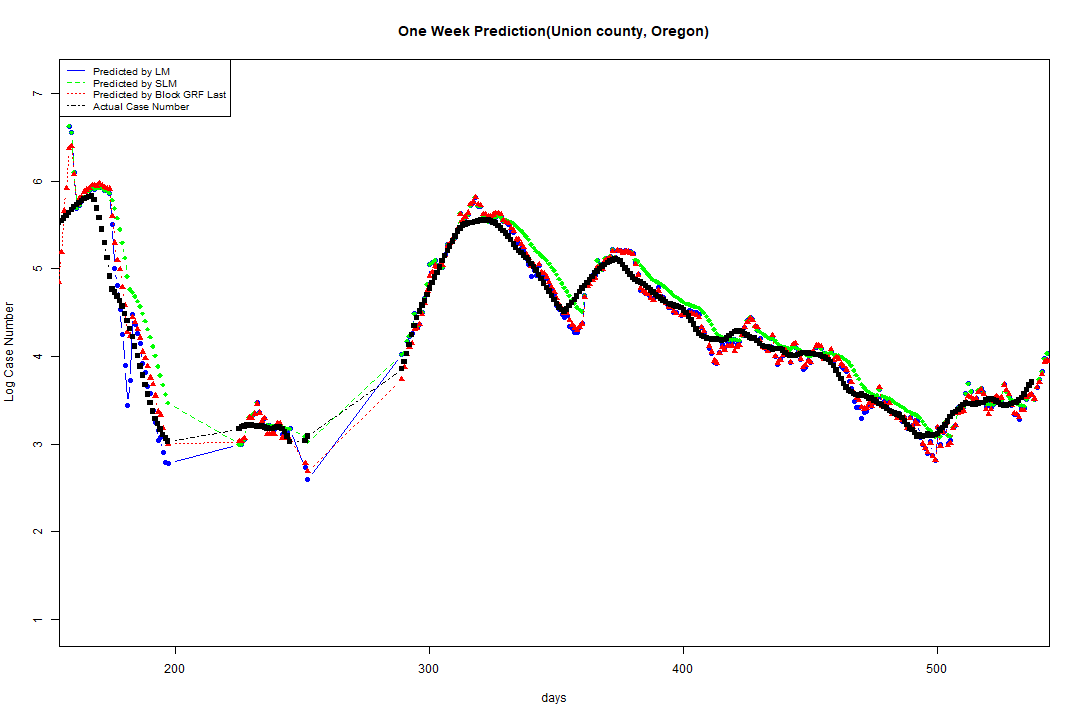 One Week Prediction(Union county, Oregon)
Predicted by LM
Predicted by SLM
Predicted by Block GRF Last
Actual Case Number
Log Case Number
7
6
5
4
3
2
1
200 300 400 500
days